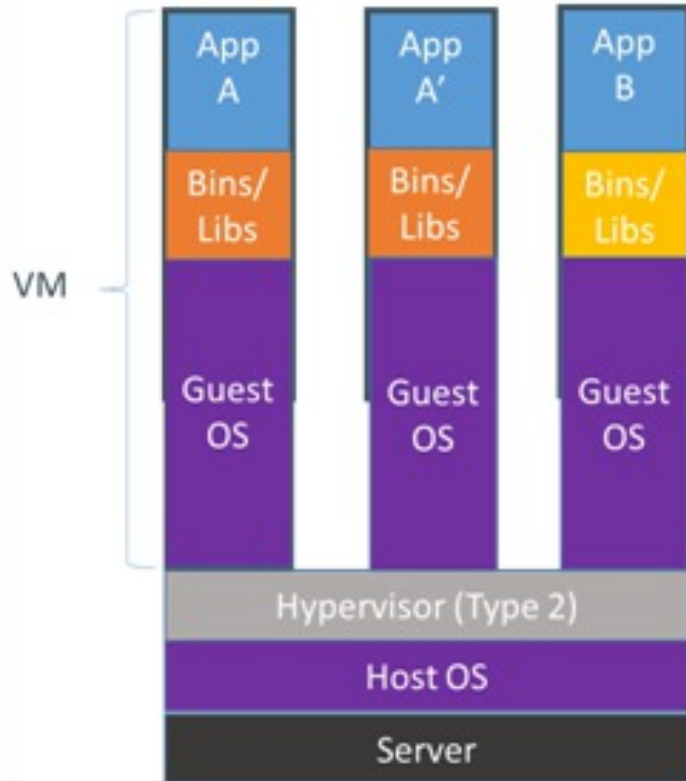 App
A
App
A’
App
B
Bins/
Libs
Bins/
Libs
Bins/
Libs
VM
Guest
OS
Guest
OS
Guest
OS
Hypervisor (Type 2)
Host OS
Server